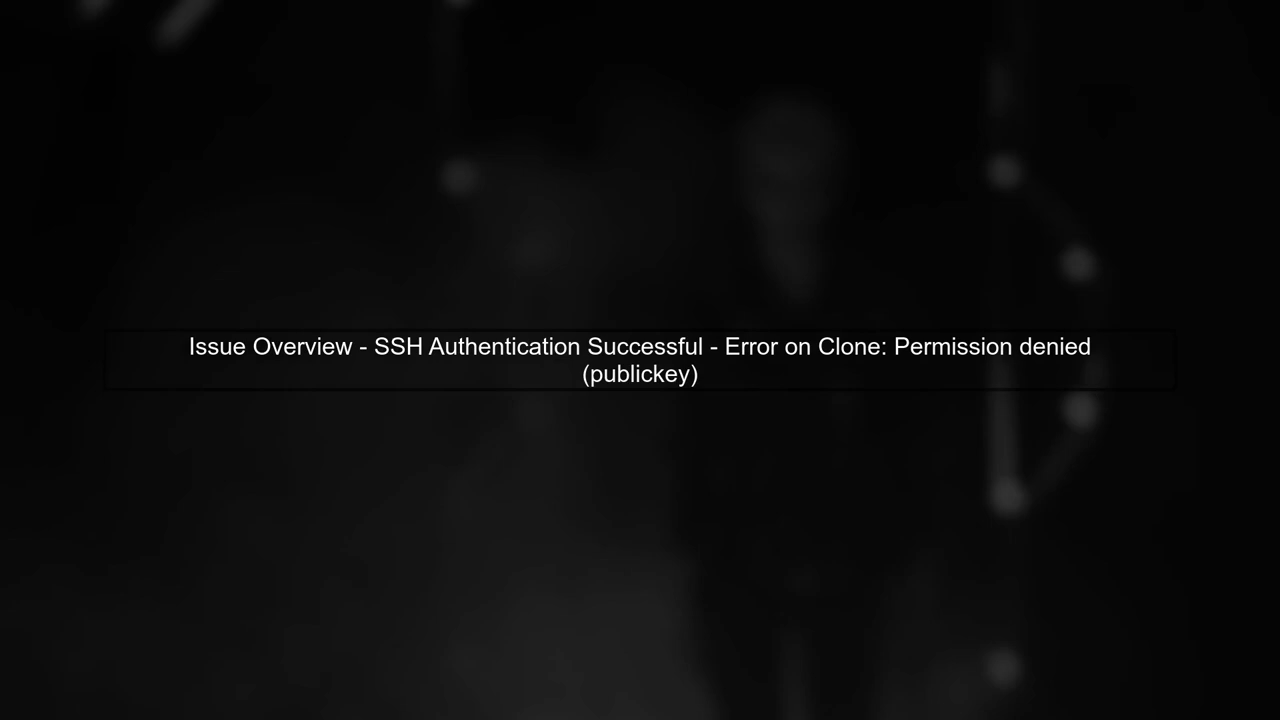 Issue Overview - SSH Authentication Successful - Error on Clone: Permission denied
(publickey)